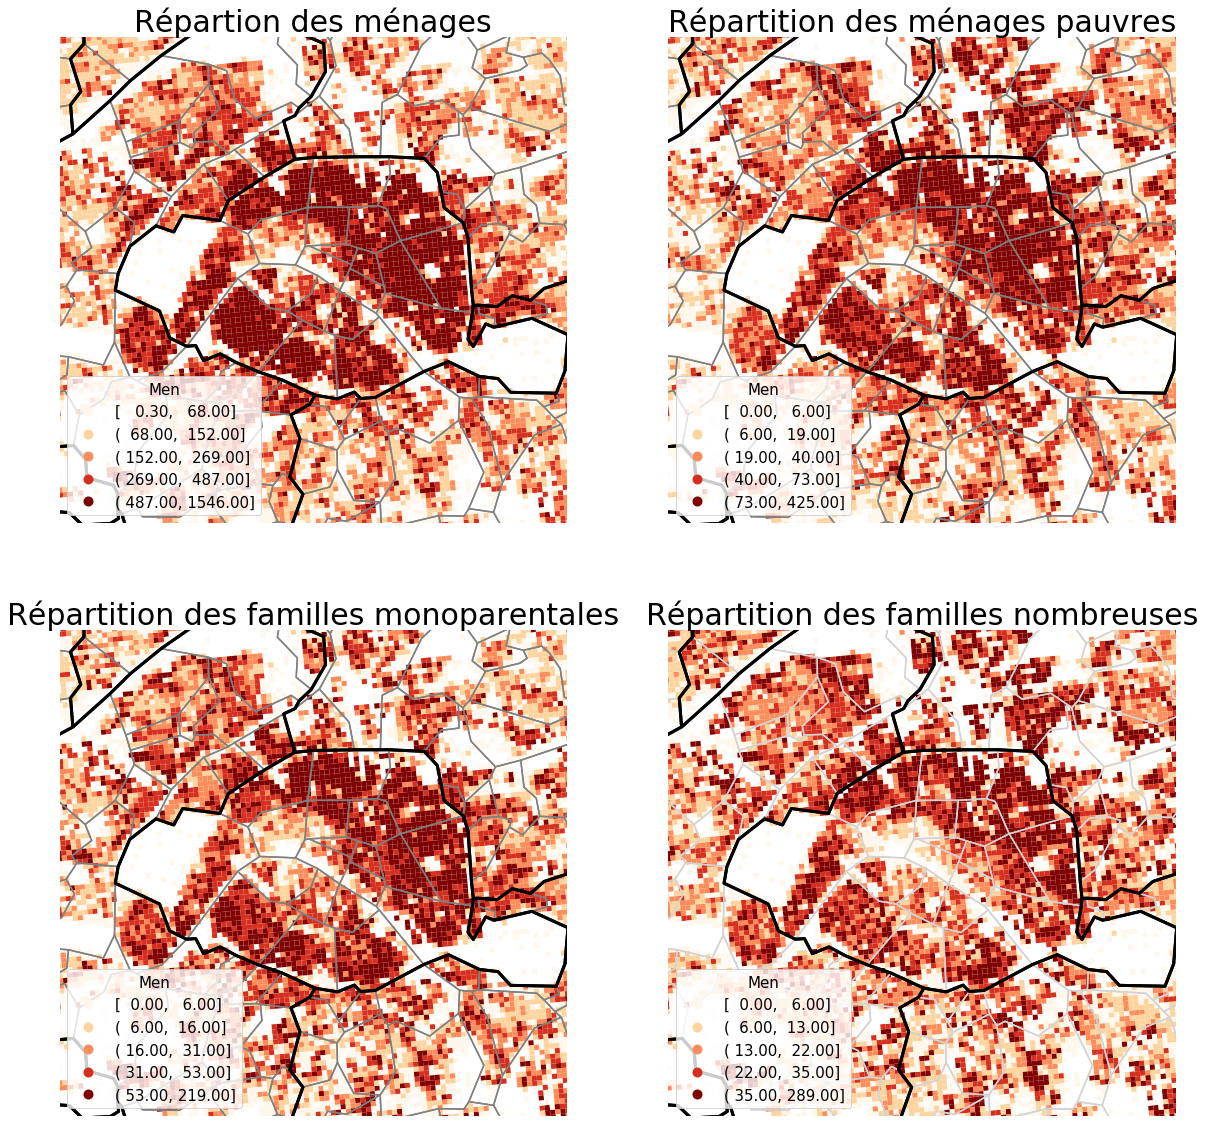 Répartion des ménages
Répartition des ménages pauvres
Men
[ 0.30, 68.00]
( 68.00, 152.00]
( 152.00, 269.00]
( 269.00, 487.00]
( 487.00, 1546.00]
Men
[ 0.00, 6.00]
( 6.00, 19.00]
( 19.00, 40.00]
( 40.00, 73.00]
( 73.00, 425.00]
Répartition des familles monoparentales
Répartition des familles nombreuses
Men
[ 0.00, 6.00]
( 6.00, 16.00]
( 16.00, 31.00]
( 31.00, 53.00]
( 53.00, 219.00]
Men
[ 0.00, 6.00]
( 6.00, 13.00]
( 13.00, 22.00]
( 22.00, 35.00]
( 35.00, 289.00]